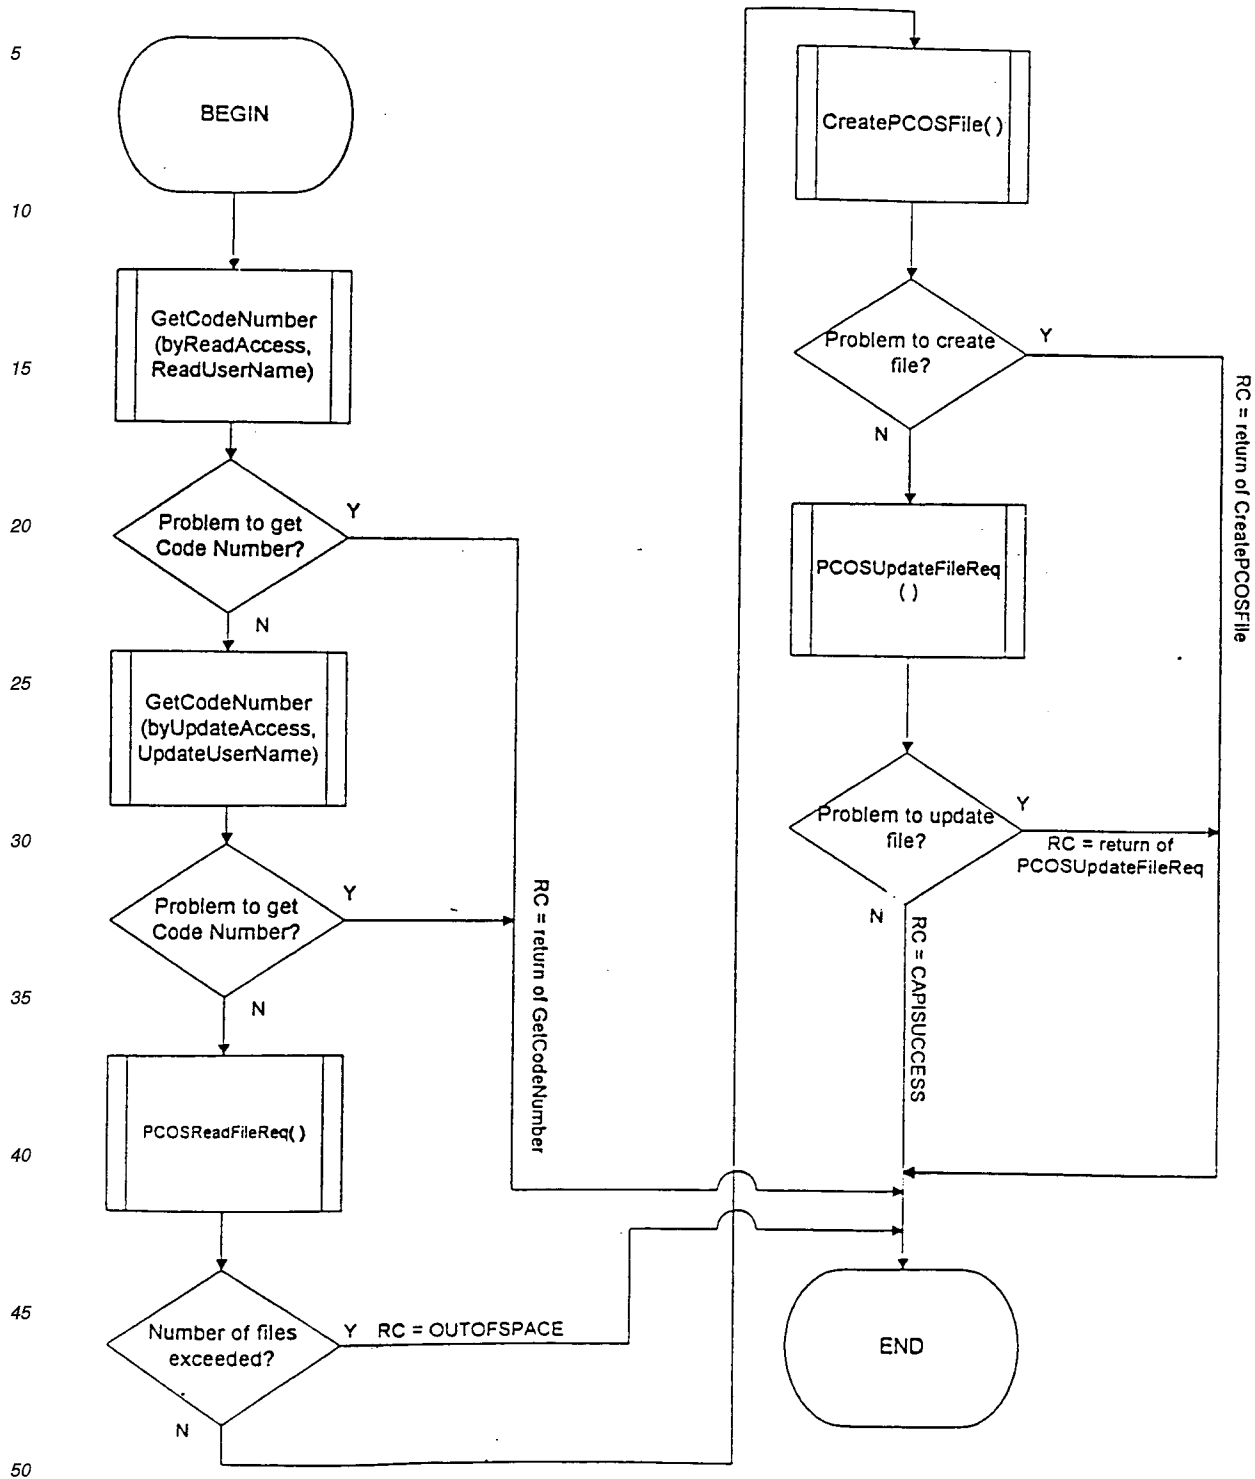 5
BEGIN
10
GetCodeNumber
(byReadAccess,
ReadUserName)
15
Problem to get
Code Number?
Y
20
N
GetCodeNumber
(byUpdateAccess,
UpdateUserName)
25
30
Problem to get
Code Number?
Y
N
35
RC = return of GetCodeNumber
PCOSReadFileReq()
40
Number of files
exceeded?
Y RC = OUTOFSPACE
45
N
50
CreatePCOSFile()
Problem to create
file?
Y
N
RC = return of CreatePCOSFile
PCOSUpdateFileReq
()
Problem to update
file?
Y
RC = return of
PCOSUpdateFileReq
N
RC = CAPISUCCESS
END